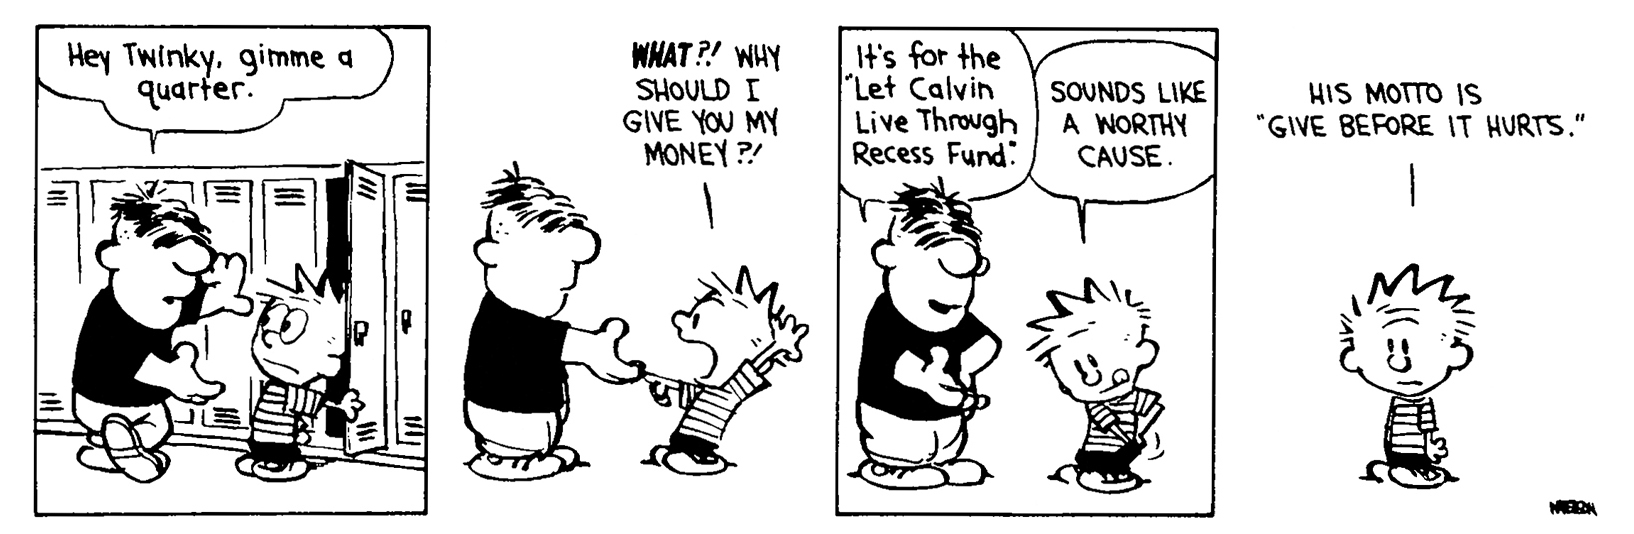 Hey Twinky, gimme a
quarter.
WHAT?! WHY
SHOULD I
GIVE YOU MY
MONEY?!
It's for the
"Let Calvin
Live Through
Recess Fund."
SOUNDS LIKE
A WORTHY
CAUSE.
HIS MOTTO IS
"GIVE BEFORE IT HURTS."